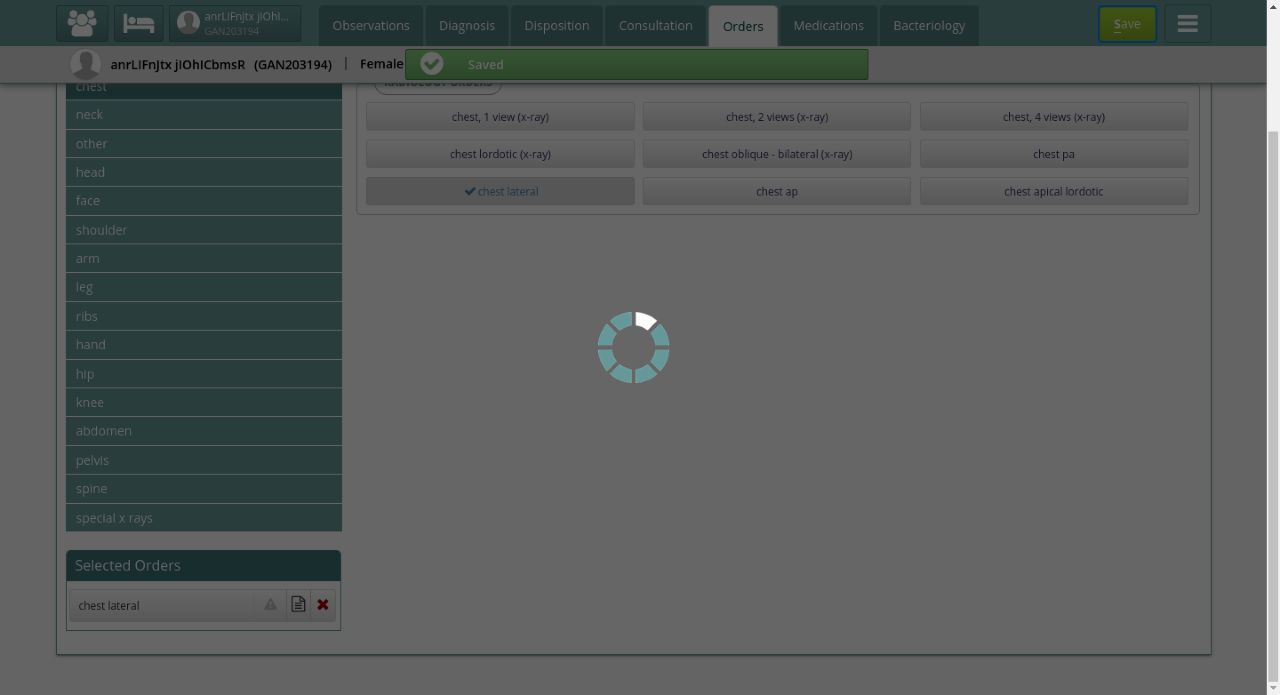 anrLIFnJtx jIOhI...
GAN203194
Observations
Diagnosis
Disposition
Consultation
Orders
Medications
Bacteriology
Save
anrLIFnJtx jIOhICbmsR (GAN203194) | Female
Saved
chest
neck
other
head
face
shoulder
arm
leg
ribs
hand
hip
knee
abdomen
pelvis
spine
special x rays
chest, 1 view (x-ray)
chest, 2 views (x-ray)
chest, 4 views (x-ray)
chest lordotic (x-ray)
chest oblique - bilateral (x-ray)
chest pa
chest lateral
chest ap
chest apical lordotic
Selected Orders
chest lateral